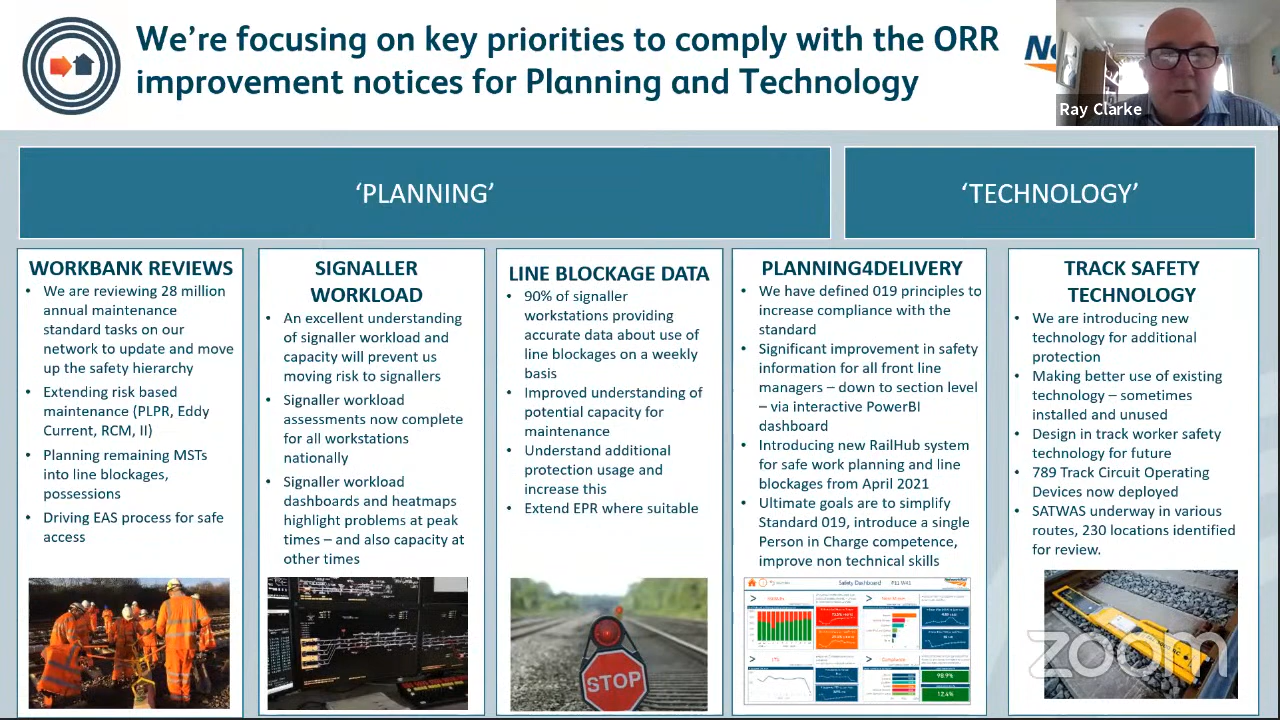 We're focusing on key priorities to comply with the ORR
improvement notices for Planning and Technology
Ray Clarke
'PLANNING'
'TECHNOLOGY'
WORKBANK REVIEWS
• We are reviewing 28 million
annual maintenance
standard tasks on our
network to update and move
up the safety hierarchy
• Extending risk based
maintenance (PLPR, Eddy
Current, RCM, II)
• Planning remaining MSTs
into line blockages,
possessions
• Driving EAS process for safe
access
SIGNALLER
WORKLOAD
• An excellent understanding
of signaller workload and
capacity will prevent us
moving risk to signallers
• Signaller workload
assessments now complete
for all workstations
nationally
• Signaller workload
dashboards and heatmaps
highlight problems at peak
times – and also capacity at
other times
LINE BLOCKAGE DATA
• 90% of signaller
workstations providing
accurate data about use of
line blockages on a weekly
basis
• Improved understanding of
potential capacity for
maintenance
• Understand additional
protection usage and
increase this
• Extend EPR where suitable
STOP
PLANNING4DELIVERY
• We have defined 019 principles to
increase compliance with the
standard
• Significant improvement in safety
information for all front line
managers – down to section level
– via interactive PowerBI
dashboard
• Introducing new RailHub system
for safe work planning and line
blockages from April 2021
• Ultimate goals are to simplify
Standard 019, introduce a single
Person in Charge competence,
improve non technical skills
Safety Dashboard
98.9%
12.4%
TRACK SAFETY
TECHNOLOGY
• We are introducing new
technology for additional
protection
• Making better use of existing
technology – sometimes
installed and unused
• Design in track worker safety
technology for future
• 789 Track Circuit Operating
Devices now deployed
• SATWAS underway in various
routes, 230 locations identified
for review.
zoom